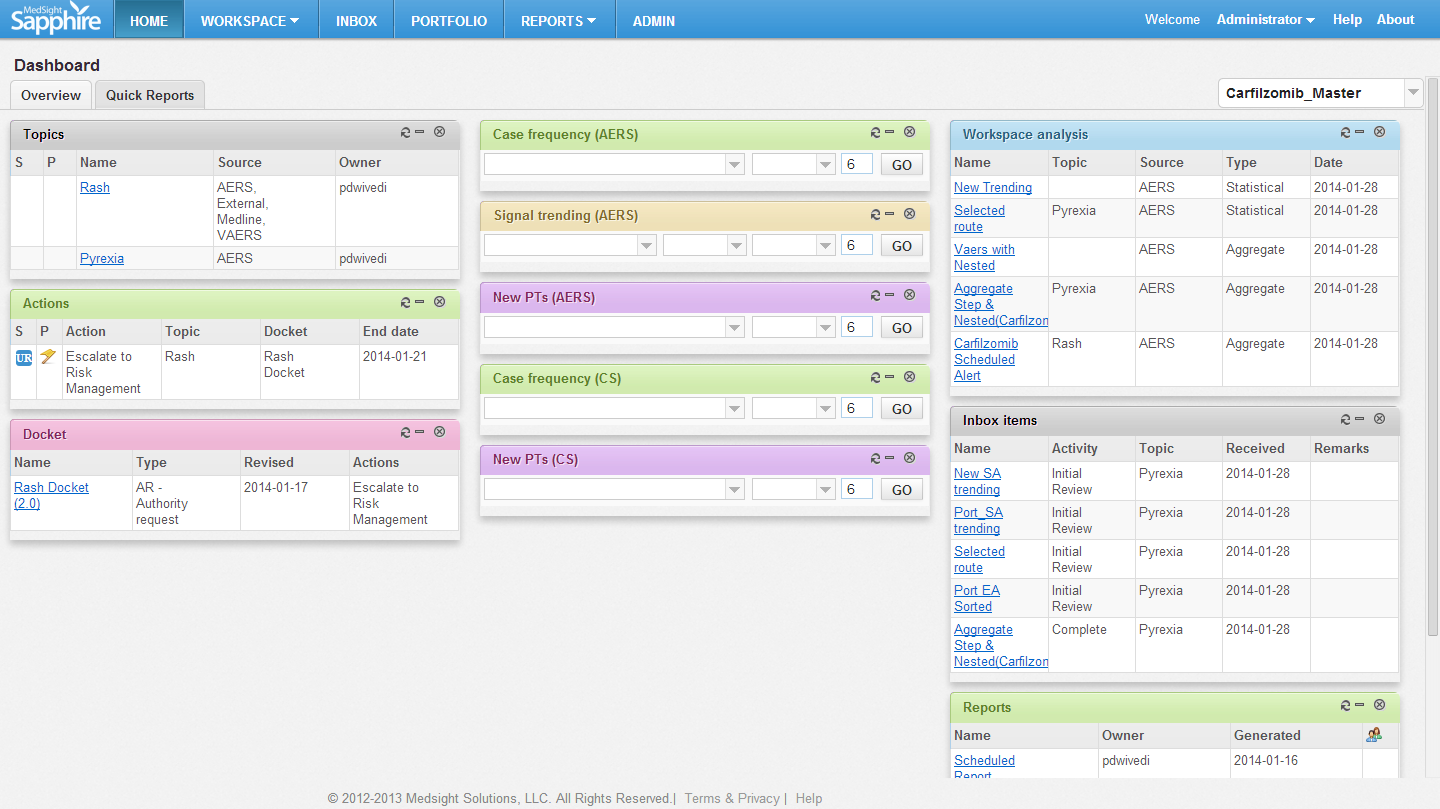 MedSight
Sapphire
HOME
WORKSPACE
INBOX
PORTFOLIO
REPORTS
ADMIN
Welcome
Administrator
Help
About
Dashboard
Overview
Quick Reports
Carfilzomib_Master
Topics
S P Name Source Owner
Rash AERS, pdwivedi
External,
Medline,
VAERS
Pyrexia AERS pdwivedi
Actions
S P Action Topic Docket End date
UR Escalate to Rash Rash 2014-01-21
Risk Docket
Management
Docket
Name Type Revised Actions
Rash Docket AR - 2014-01-17 Escalate to
(2.0) Authority Risk
request Management
Case frequency (AERS)
6 GO
Signal trending (AERS)
6 GO
New PTs (AERS)
6 GO
Case frequency (CS)
6 GO
New PTs (CS)
6 GO
Workspace analysis
Name Topic Source Type Date
New Trending AERS Statistical 2014-01-28
Selected Pyrexia AERS Statistical 2014-01-28
route
Vaers with AERS Aggregate 2014-01-28
Nested
Aggregate Pyrexia AERS Aggregate 2014-01-28
Step &
Nested(Carfilzon
Carfilzomib Rash AERS Aggregate 2014-01-28
Scheduled
Alert
Inbox items
Name Activity Topic Received Remarks
New SA Initial Pyrexia 2014-01-28
trending Review
Port_SA Initial Pyrexia 2014-01-28
trending Review
Selected Initial Pyrexia 2014-01-28
route Review
Port EA Initial Pyrexia 2014-01-28
Sorted Review
Aggregate Complete Pyrexia 2014-01-28
Step &
Nested(Carfilzon
Reports
Name Owner Generated
Scheduled pdwivedi 2014-01-16
Report
© 2012-2013 Medsight Solutions, LLC. All Rights Reserved.| Terms & Privacy | Help